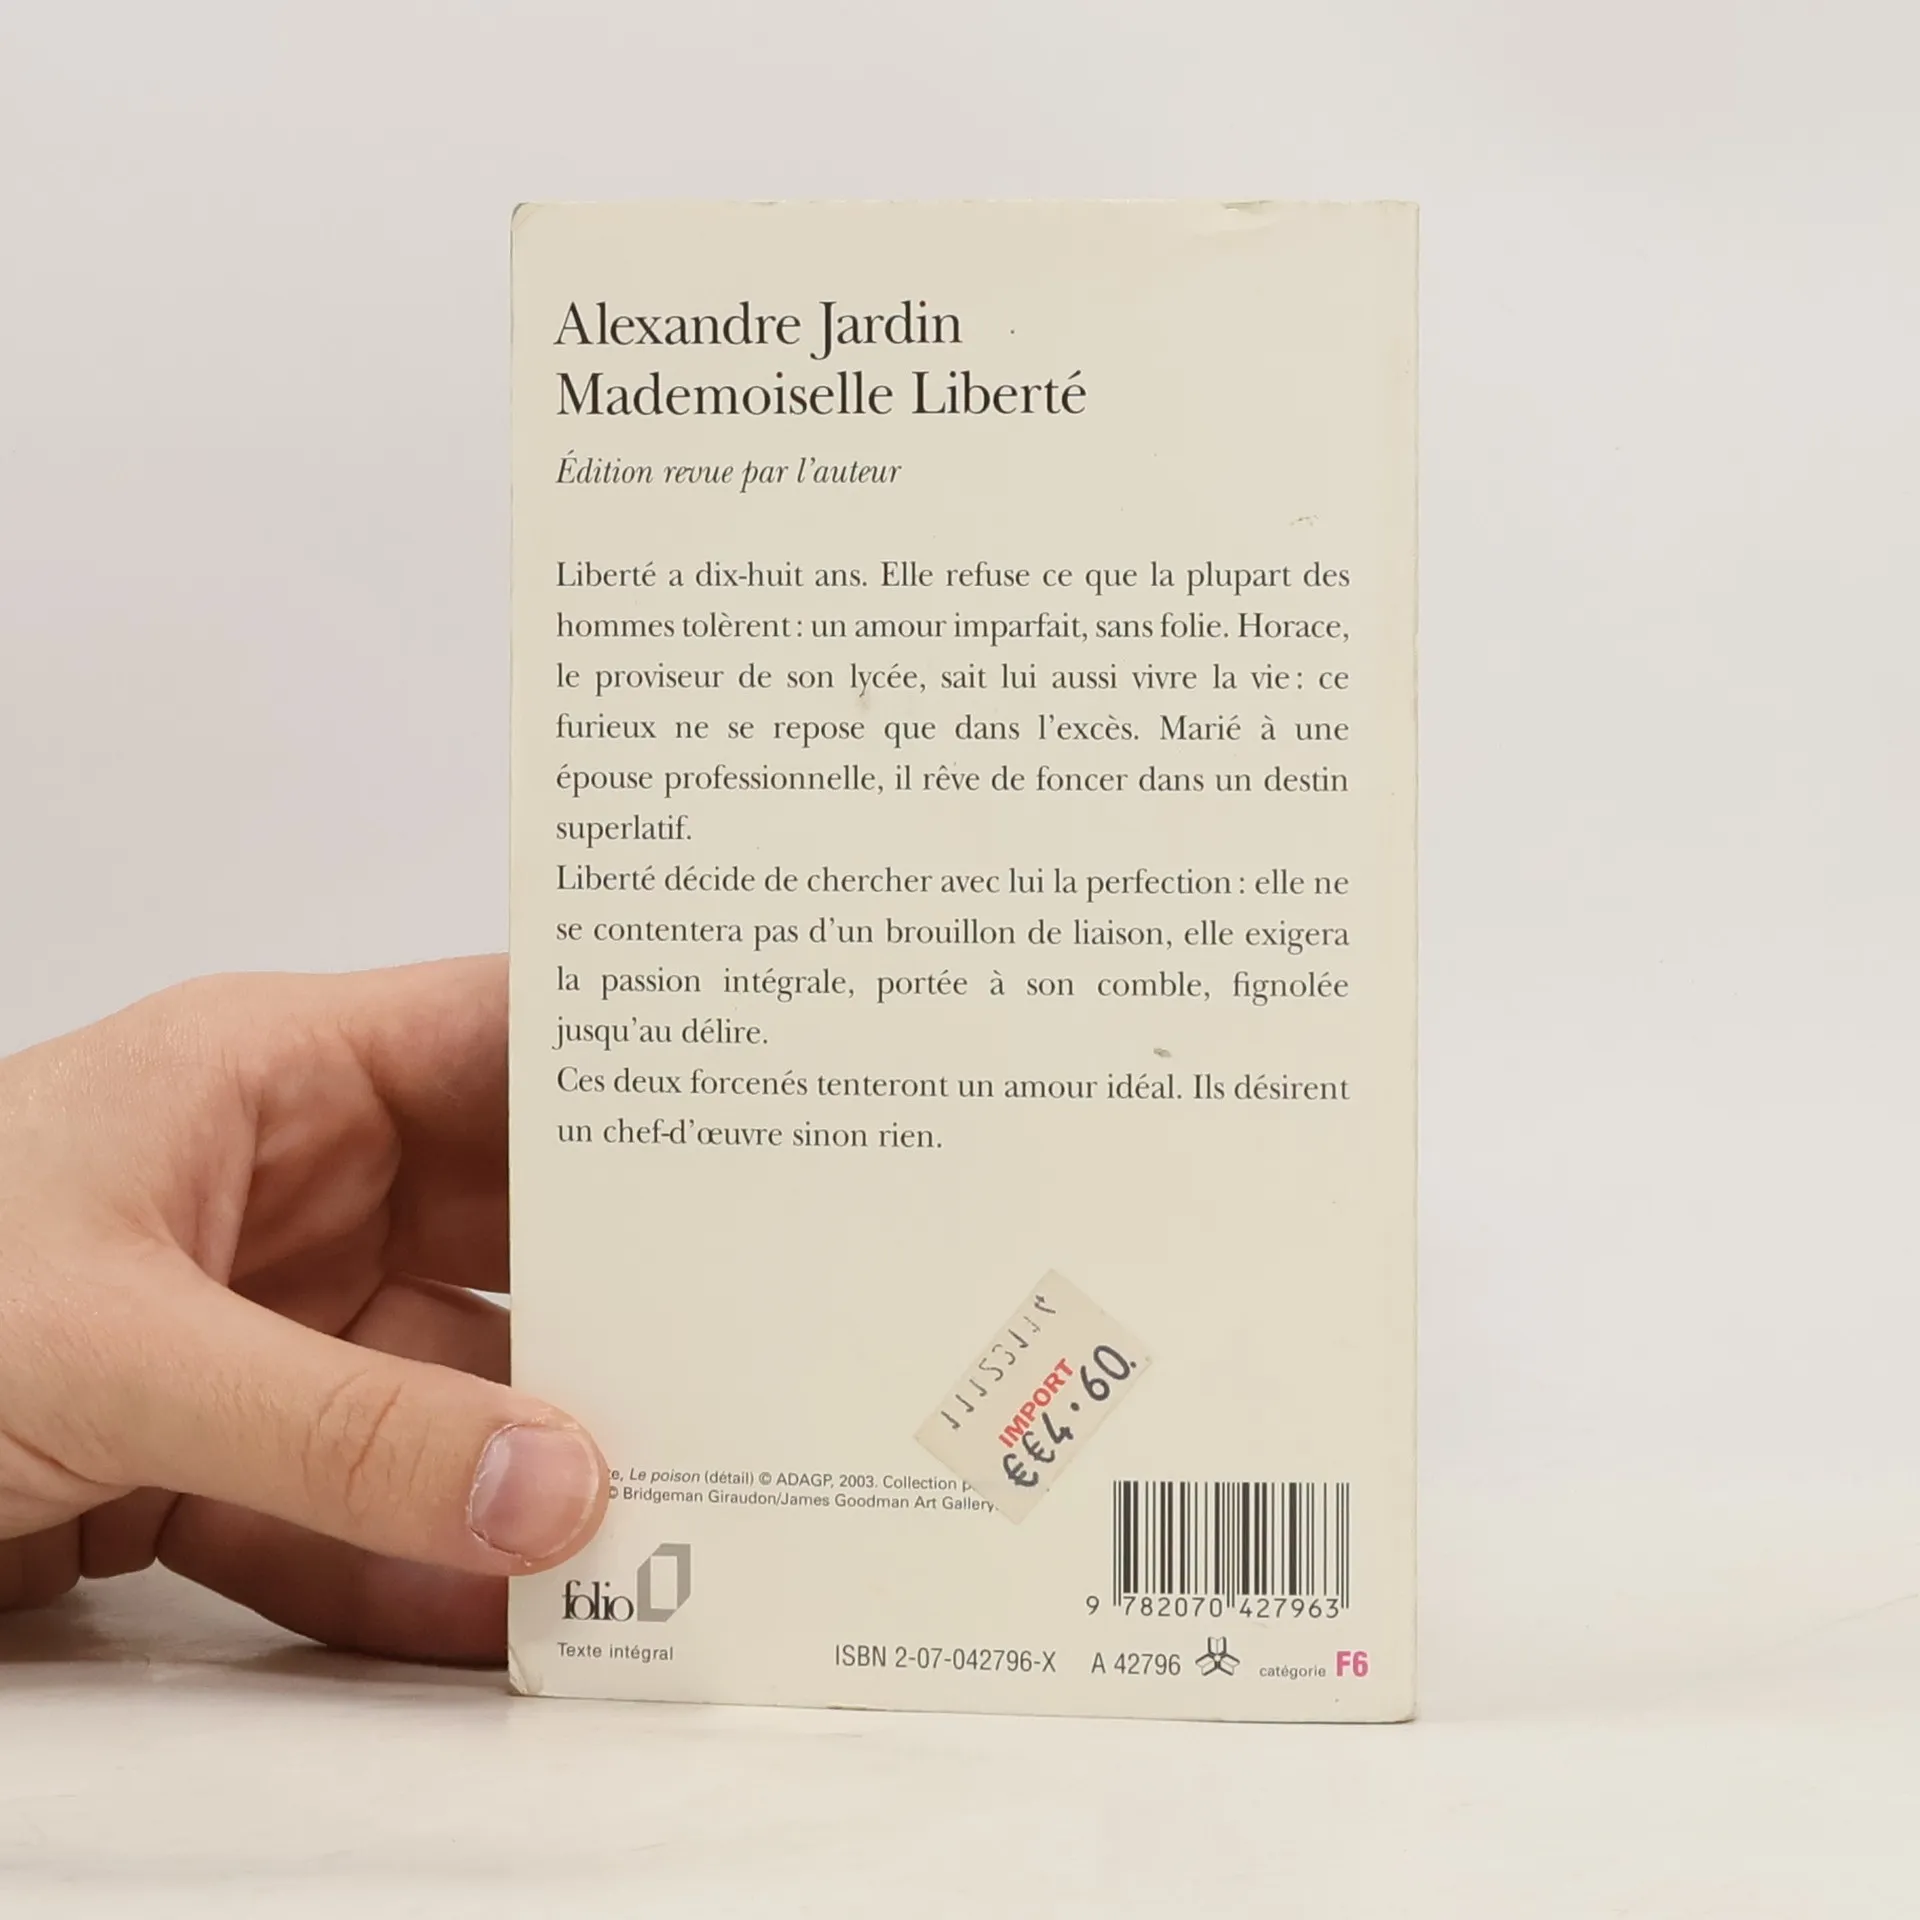 Alexandre Jardin
Mademoiselle Liberté
Édition revue par l'auteur
Liberté a dix-huit ans. Elle refuse ce que la plupart des
hommes tolèrent : un amour imparfait, sans folie. Horace,
le proviseur de son lycée, sait lui aussi vivre la vie : ce
furieux ne se repose que dans l'excès. Marié à une
épouse professionnelle, il rêve de foncer dans un destin
superlatif.
Liberté décide de chercher avec lui la perfection : elle ne
se contentera pas d'un brouillon de liaison, elle exigera
la passion intégrale, portée à son comble, fignolée
jusqu'au délire.
Ces deux forcenés tenteront un amour idéal. Ils désirent
un chef-d'œuvre sinon rien.
IMPORT
€€4.60.
Le poison (détail) © ADAGP, 2003. Collection
© Bridgeman Giraudon/James Goodman Art Gallery.
folio
Texte intégral
9 782070 427963
ISBN 2-07-042796-X A 42796 catégorie F6